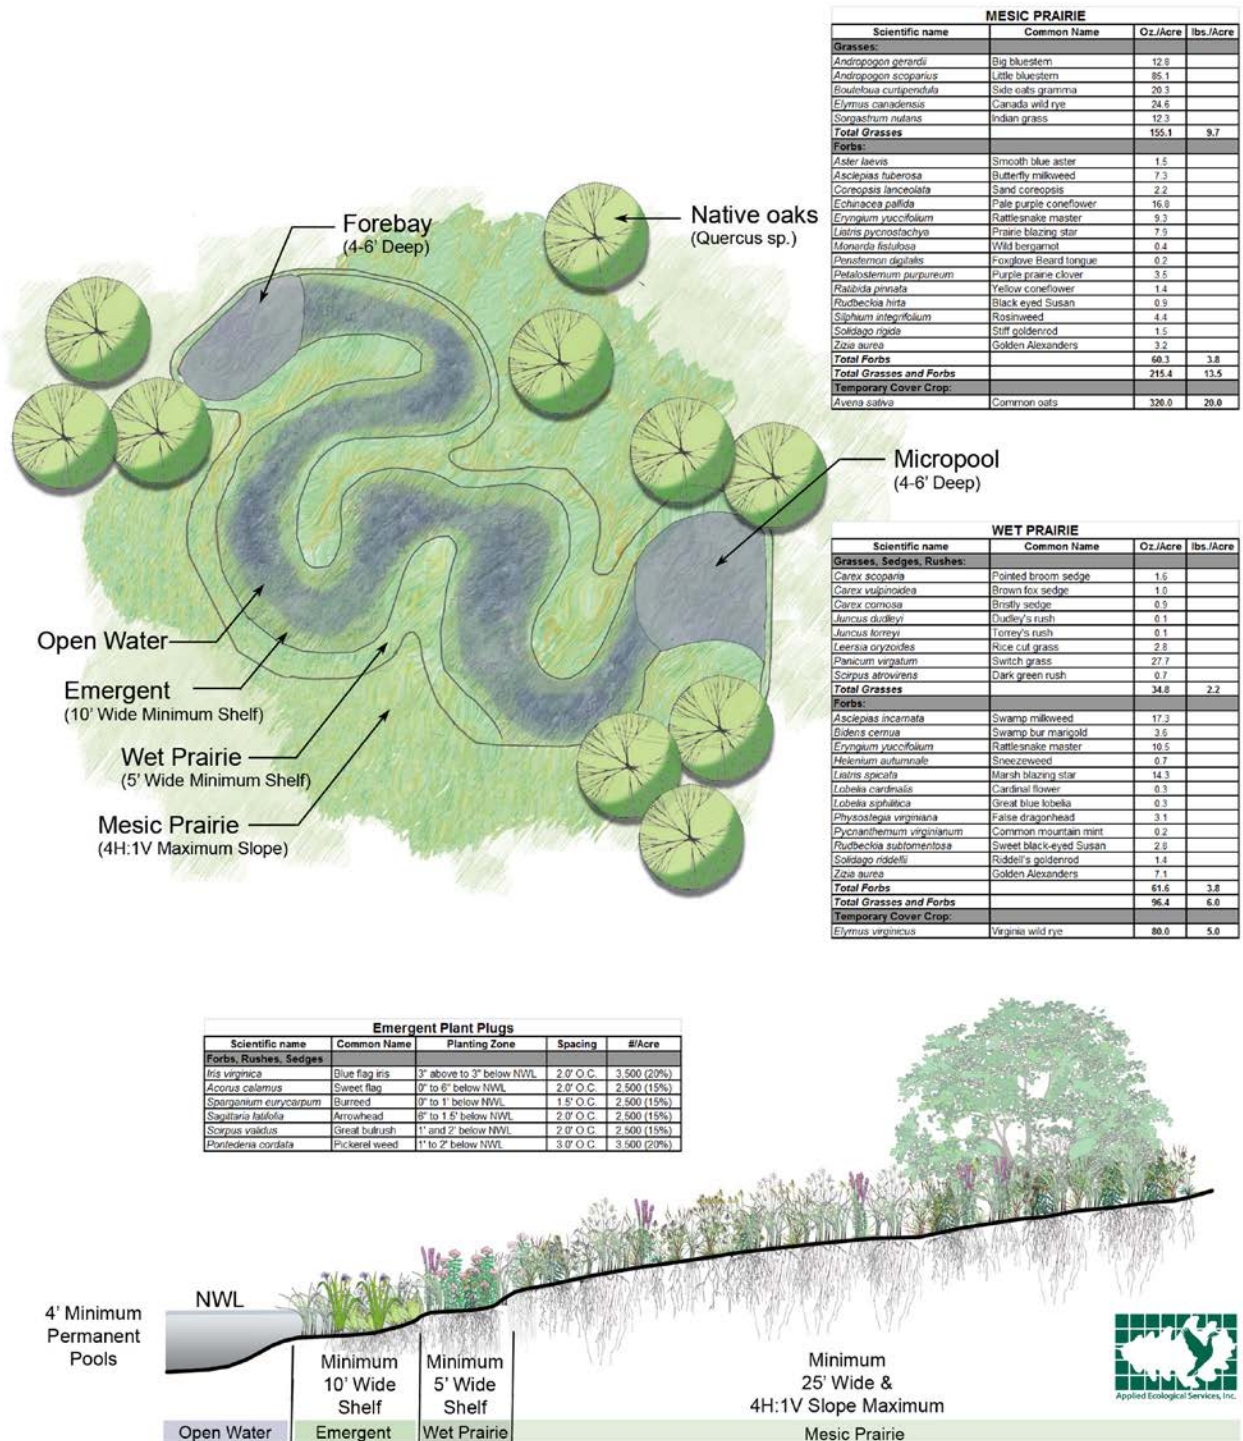 MESIC PRAIRIE
Scientific name Common Name Oz./Acre lbs./Acre
Grasses:
Andropogon gerardii Big bluestem 12.8
Andropogon scoparius Little bluestem 85.1
Bouteloua curtipendula Side oats gramma 20.3
Elymus canadensis Canada wild rye 24.6
Sorgastrum nutans Indian grass 12.3
Total Grasses 155.1 9.7
Forbs:
Aster laevis Smooth blue aster 1.5
Asclepias tuberosa Butterfly milkweed 7.3
Coreopsis lanceolata Sand coreopsis 2.2
Echinacea pallida Pale purple coneflower 16.8
Eryngium yuccifolium Rattlesnake master 9.3
Liatris pycnostachya Prairie blazing star 7.9
Monarda fistulosa Wild bergamot 0.4
Penstemon digitalis Foxglove Beard tongue 0.2
Petalostemum purpureum Purple prairie clover 3.5
Ratibida pinnata Yellow coneflower 1.4
Rudbeckia hirta Black eyed Susan 0.9
Silphium integrifolium Rosinweed 4.4
Solidago rigida Stiff goldenrod 1.5
Zizia aurea Golden Alexanders 3.2
Total Forbs 60.3 3.8
Total Grasses and Forbs 215.4 13.5
Temporary Cover Crop:
Avena sativa Common oats 320.0 20.0
Forebay
(4-6' Deep)
Native oaks
(Quercus sp.)
Micropool
(4-6' Deep)
Open Water
Emergent
(10' Wide Minimum Shelf)
Wet Prairie
(5' Wide Minimum Shelf)
Mesic Prairie
(4H:1V Maximum Slope)
WET PRAIRIE
Scientific name Common Name Oz./Acre lbs./Acre
Grasses, Sedges, Rushes:
Carex scoparia Pointed broom sedge 1.6
Carex vulpinoidea Brown fox sedge 1.0
Carex comosa Bristly sedge 0.9
Juncus dudleyi Dudley's rush 0.1
Juncus torreyi Torrey's rush 0.1
Leersia oryzoides Rice cut grass 2.8
Panicum virgatum Switch grass 27.7
Scirpus atrovirens Dark green rush 0.7
Total Grasses 34.8 2.2
Forbs:
Asclepias incarnata Swamp milkweed 17.3
Bidens cernua Swamp bur marigold 3.6
Eryngium yuccifolium Rattlesnake master 10.5
Helenium autumnale Sneezeweed 0.7
Liatris spicata Marsh blazing star 14.3
Lobelia cardinalis Cardinal flower 0.3
Lobelia siphilitica Great blue lobelia 0.3
Physostegia virginiana False dragonhead 3.1
Pycnanthemum virginianum Common mountain mint 0.2
Rudbeckia subtomentosa Sweet black-eyed Susan 2.8
Solidago riddellii Riddell's goldenrod 1.4
Zizia aurea Golden Alexanders 7.1
Total Forbs 61.6 3.8
Total Grasses and Forbs 96.4 6.0
Temporary Cover Crop:
Elymus virginicus Virginia wild rye 80.0 5.0
Emergent Plant Plugs
Scientific name Common Name Planting Zone Spacing #/Acre
Forbs, Rushes, Sedges
Iris virginica Blue flag iris 3" above to 3" below NWL 2.0' O.C. 3,500 (20%)
Acorus calamus Sweet flag 0" to 6" below NWL 2.0' O.C. 2,500 (15%)
Sparganium eurycarpum Burreed 0" to 1' below NWL 1.5' O.C. 2,500 (15%)
Sagittaria latifolia Arrowhead 6" to 1.5' below NWL 2.0' O.C. 2,500 (15%)
Scirpus validus Great bulrush 1' and 2' below NWL 2.0' O.C. 2,500 (15%)
Pontederia cordata Pickerel weed 1' to 2' below NWL 3.0' O.C. 3,500 (20%)
NWL
4' Minimum
Permanent
Pools
Minimum
10' Wide
Shelf
Minimum
5' Wide
Shelf
Minimum
25' Wide &
4H:1V Slope Maximum
Applied Ecological Services, Inc.
Open Water Emergent Wet Prairie Mesic Prairie